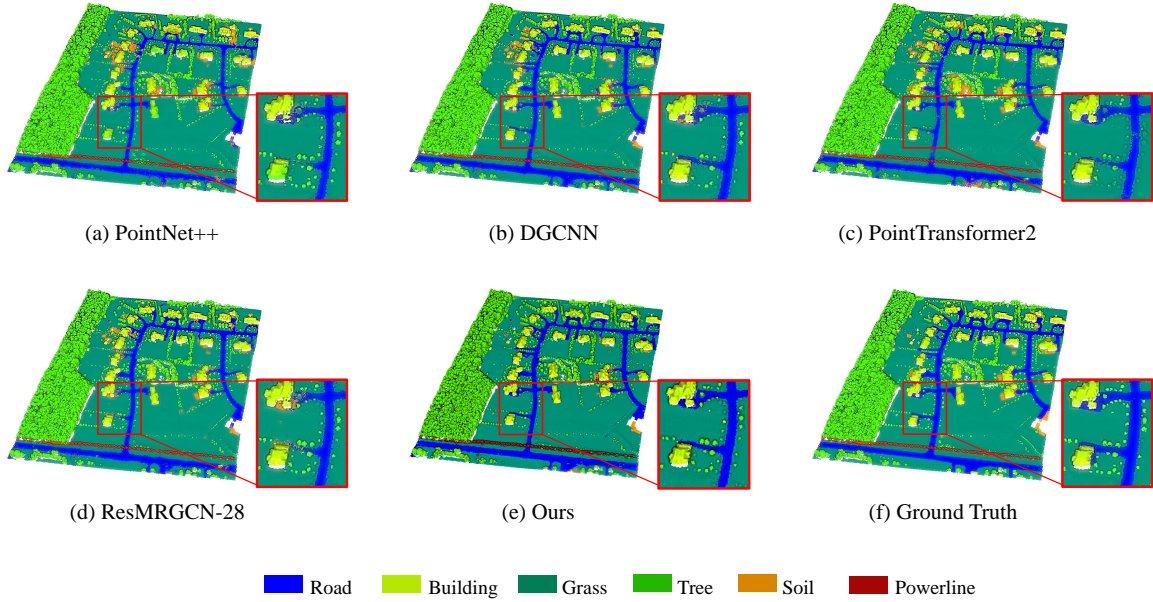 (a) PointNet++
(b) DGCNN
(c) PointTransformer2
(d) ResMRGCN-28
(e) Ours
(f) Ground Truth
Road Building Grass Tree Soil Powerline